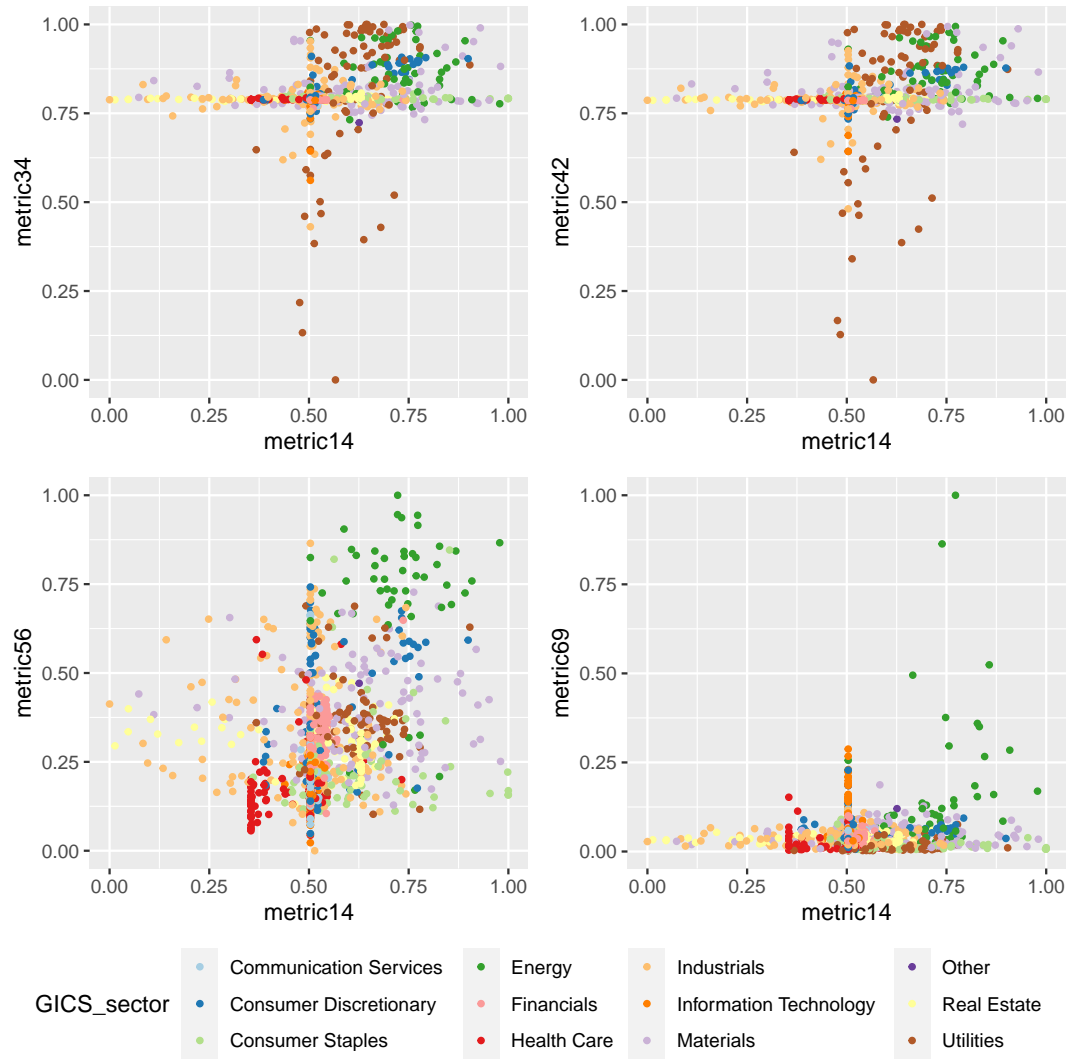 1.00
0.75
0.50
0.25
0.00
metric34
0.00 0.25 0.50 0.75 1.00
metric14
1.00
0.75
0.50
0.25
0.00
metric42
0.00 0.25 0.50 0.75 1.00
metric14
1.00
0.75
0.50
0.25
0.00
metric56
0.00 0.25 0.50 0.75 1.00
metric14
1.00
0.75
0.50
0.25
0.00
metric69
0.00 0.25 0.50 0.75 1.00
metric14
GICS_sector
Communication Services
Consumer Discretionary
Consumer Staples
Energy
Financials
Health Care
Industrials
Information Technology
Materials
Other
Real Estate
Utilities